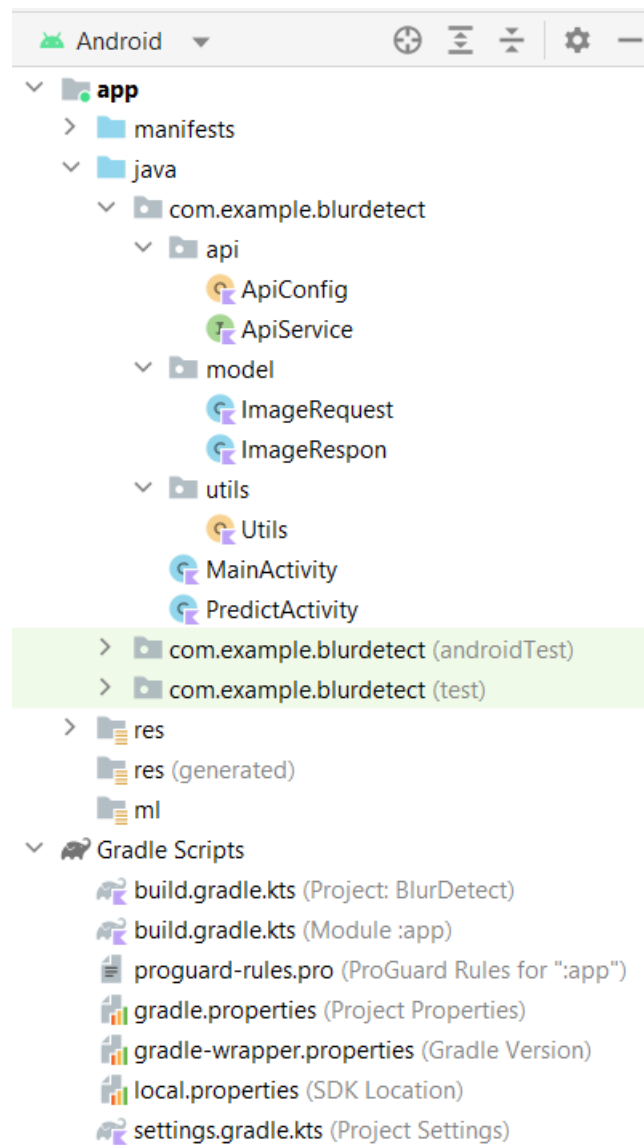 Android
app
manifests
java
com.example.blurdetect
api
ApiConfig
ApiService
model
ImageRequest
ImageRespon
utils
Utils
MainActivity
PredictActivity
com.example.blurdetect (androidTest)
com.example.blurdetect (test)
res
res (generated)
ml
Gradle Scripts
build.gradle.kts (Project: BlurDetect)
build.gradle.kts (Module :app)
proguard-rules.pro (ProGuard Rules for ":app")
gradle.properties (Project Properties)
gradle-wrapper.properties (Gradle Version)
local.properties (SDK Location)
settings.gradle.kts (Project Settings)